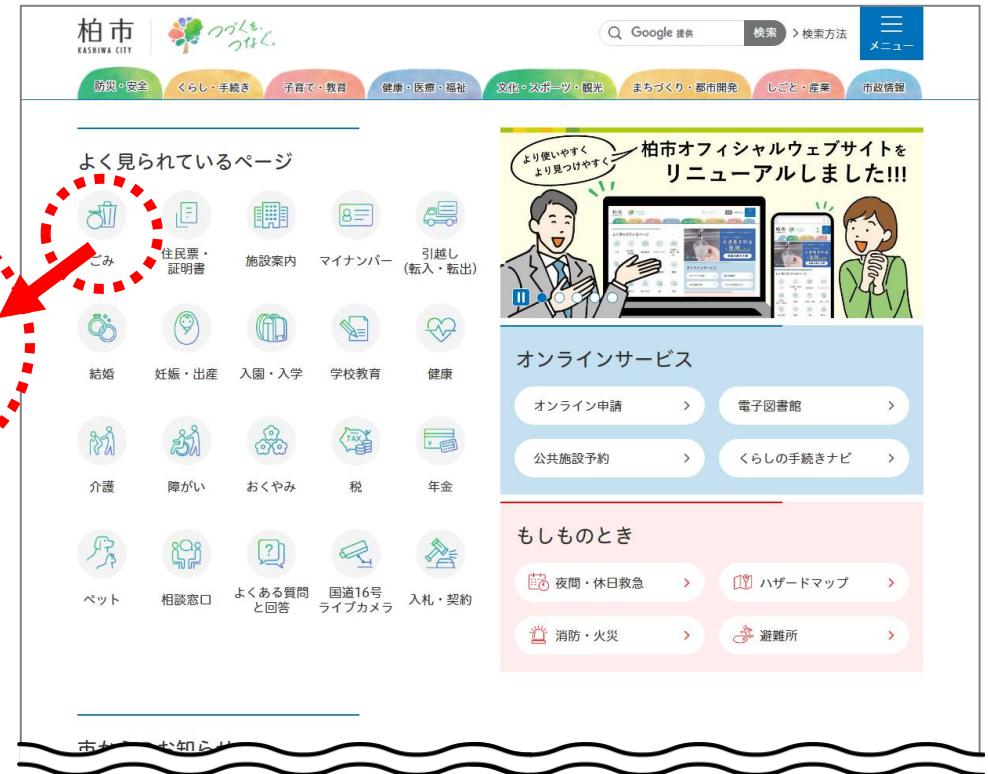 柏市
KASHIWA CITY
つづくを、
つなぐ。
Google 提供
検索
検索方法
メニュー
防災・安全
くらし・手続き
子育て・教育
健康・医療・福祉
文化・スポーツ・観光
まちづくり・都市開発
しごと・産業
市政情報
よく見られているページ
ごみ
住民票・
証明書
施設案内
マイナンバー
引越し
(転入・転出)
結婚
妊娠・出産
入園・入学
学校教育
健康
介護
障がい
おくやみ
TAX
税
年金
ペット
相談窓口
よくある質問
と回答
国道16号
ライブカメラ
入札・契約
より使いやすく
より見つけやすく
柏市オフィシャルウェブサイトを
リニューアルしました!!!
オンラインサービス
オンライン申請
電子図書館
公共施設予約
くらしの手続きナビ
もしものとき
夜間・休日救急
ハザードマップ
消防・火災
避難所
市からのお知らせ